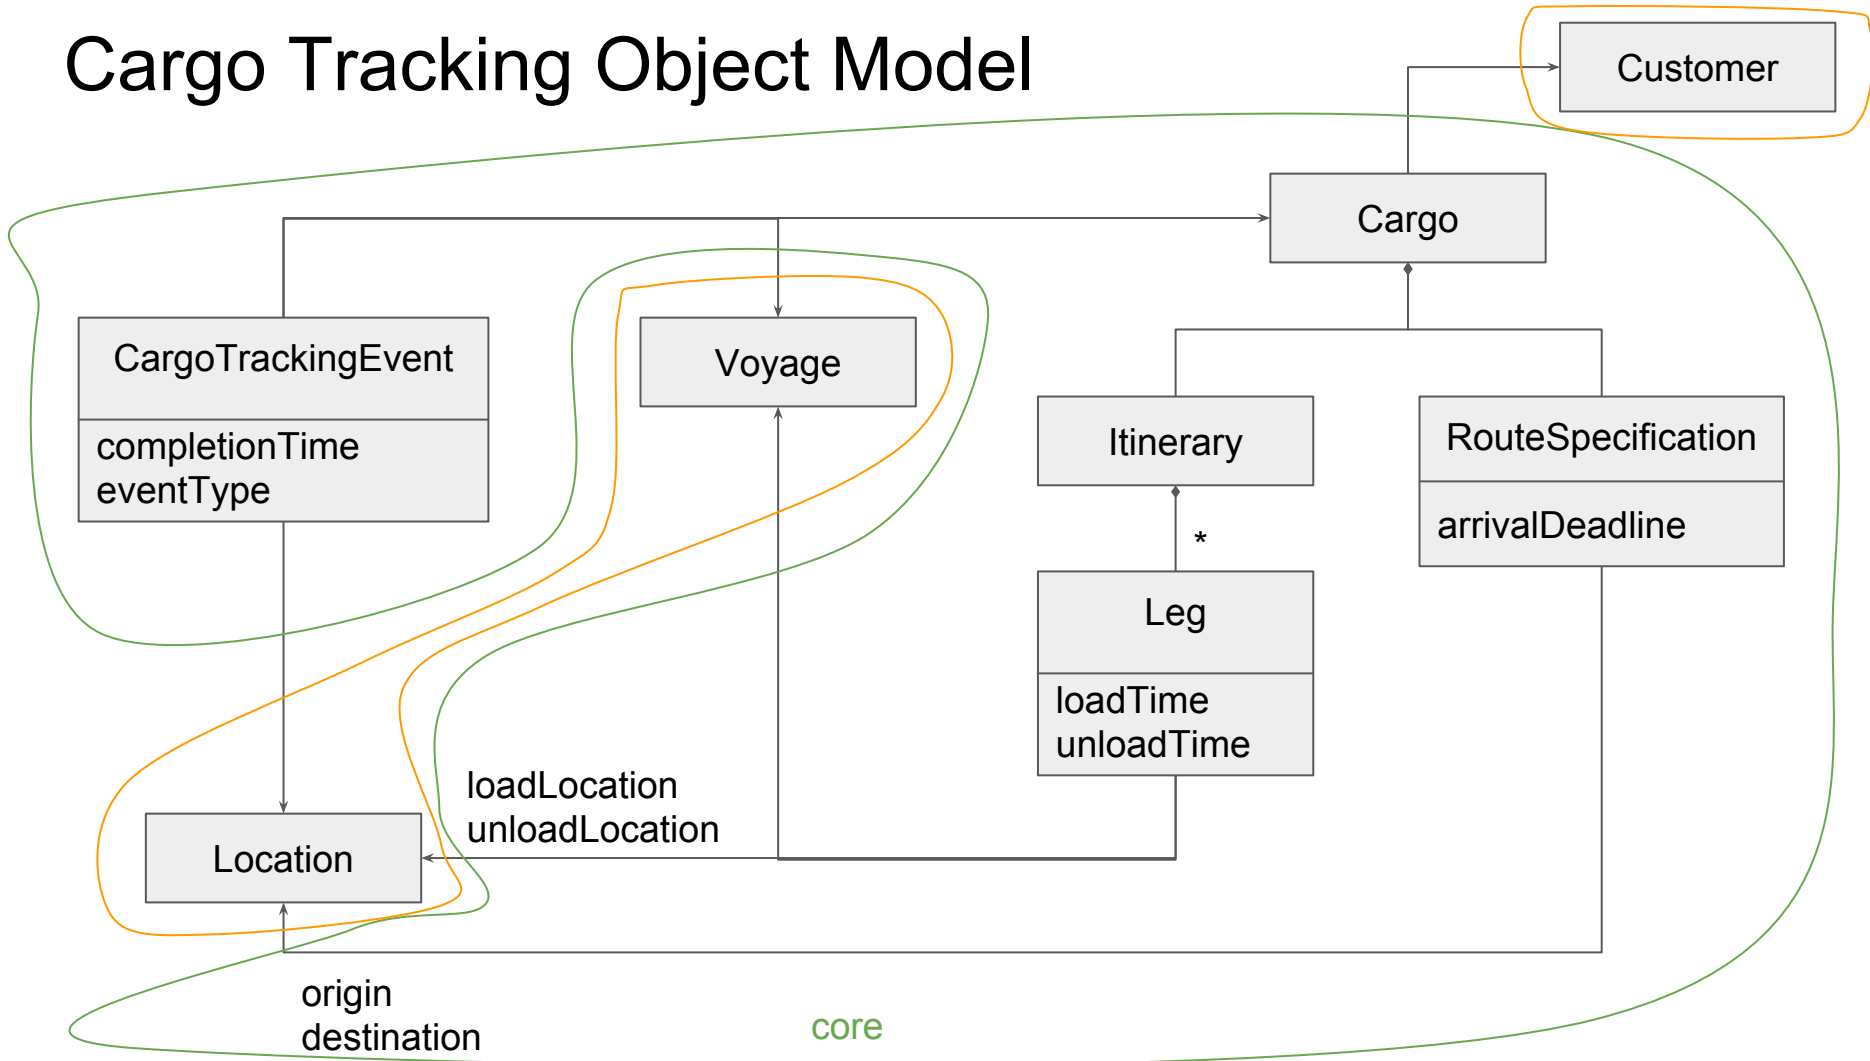 Cargo Tracking Object Model
Customer
Cargo
CargoTrackingEvent
completionTime
eventType
Voyage
Itinerary
RouteSpecification
arrivalDeadline
*
Leg
loadTime
unloadTime
loadLocation
unloadLocation
Location
origin
destination
core